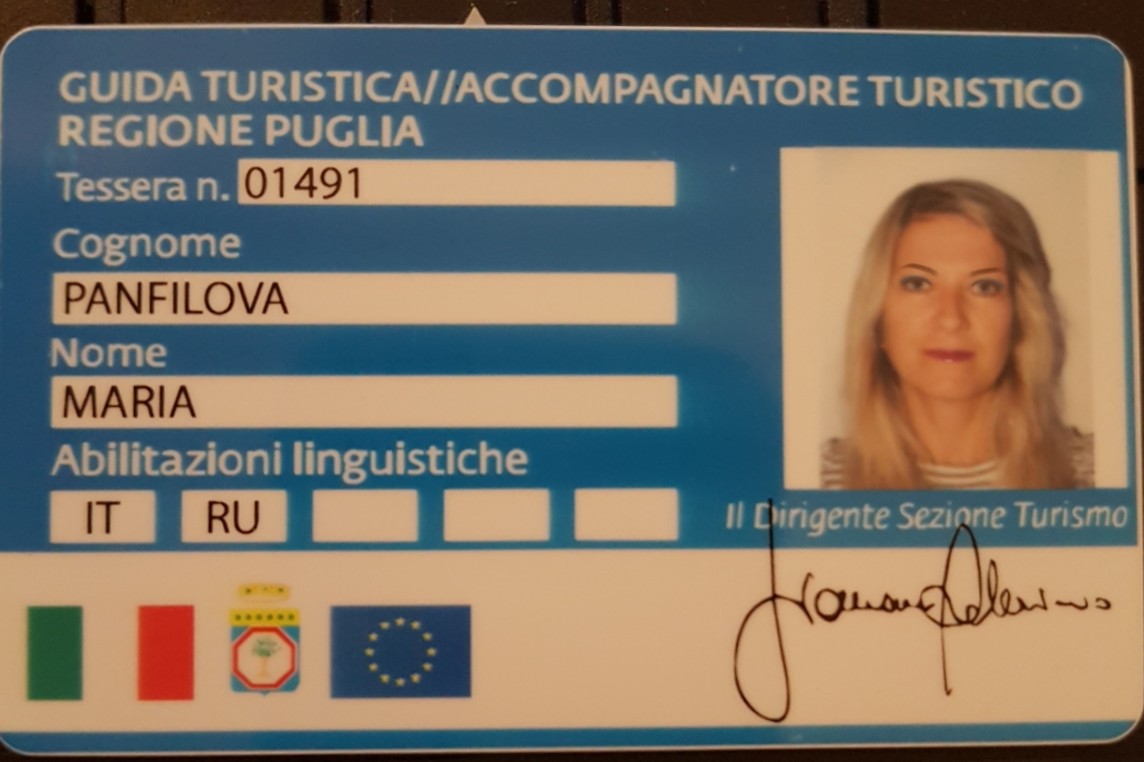 GUIDA TURISTICA//ACCOMPAGNATORE TURISTICO
REGIONE PUGLIA
Tessera n. 01491
Cognome
PANFILOVA
Nome
MARIA
Abilitazioni linguistiche
IT RU
Il Dirigente Sezione Turismo